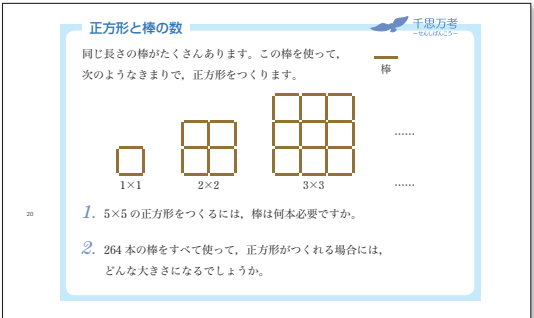 正方形と棒の数
千思万考
~せんしばんこう~
同じ長さの棒がたくさんあります。この棒を使って,
次のようなきまりで,正方形をつくります。
棒
……
1×1
2×2
3×3
……
20
1. 5×5の正方形をつくるには,棒は何本必要ですか。
2. 264本の棒をすべて使って,正方形がつくれる場合には,
どんな大きさになるでしょうか。